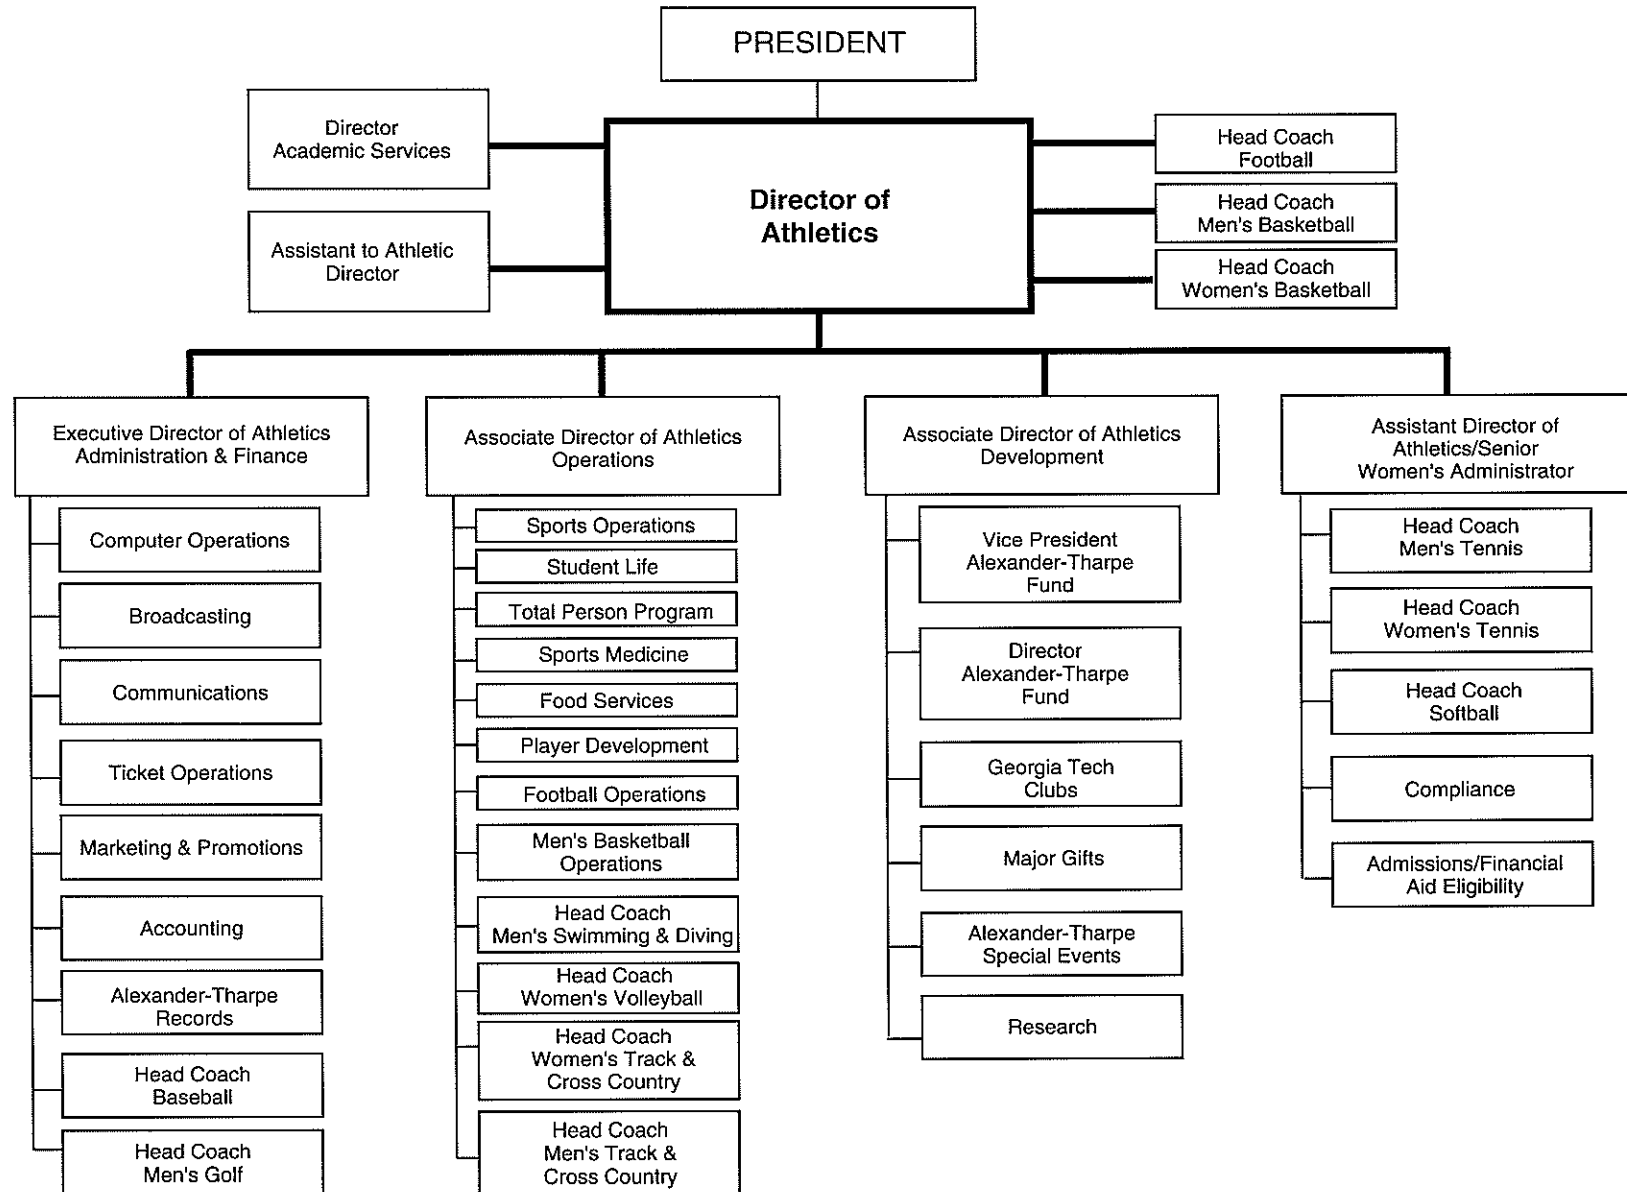 PRESIDENT
Director
Academic Services
Assistant to Athletic
Director
Director of
Athletics
Head Coach
Football
Head Coach
Men's Basketball
Head Coach
Women's Basketball
Executive Director of Athletics
Administration & Finance
Computer Operations
Broadcasting
Communications
Ticket Operations
Marketing & Promotions
Accounting
Alexander-Tharpe
Records
Head Coach
Baseball
Head Coach
Men's Golf
Associate Director of Athletics
Operations
Sports Operations
Student Life
Total Person Program
Sports Medicine
Food Services
Player Development
Football Operations
Men's Basketball
Operations
Head Coach
Men's Swimming & Diving
Head Coach
Women's Volleyball
Head Coach
Women's Track &
Cross Country
Head Coach
Men's Track &
Cross Country
Associate Director of Athletics
Development
Vice President
Alexander-Tharpe
Fund
Director
Alexander-Tharpe
Fund
Georgia Tech
Clubs
Major Gifts
Alexander-Tharpe
Special Events
Research
Assistant Director of
Athletics/Senior
Women's Administrator
Head Coach
Men's Tennis
Head Coach
Women's Tennis
Head Coach
Softball
Compliance
Admissions/Financial
Aid Eligibility